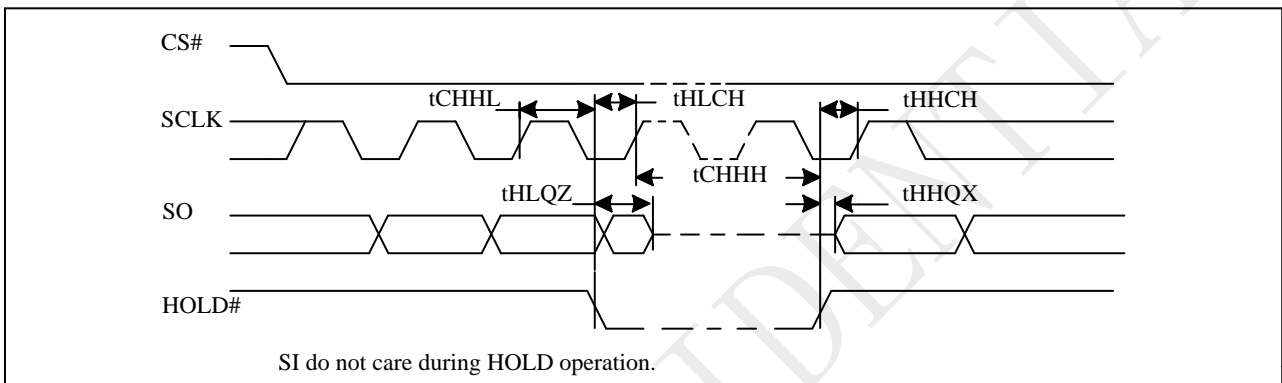 CS#
tCHHL tHLCH tHHCH
SCLK
tCHHH
tHLQZ tHHQX
SO
HOLD#
SI do not care during HOLD operation.